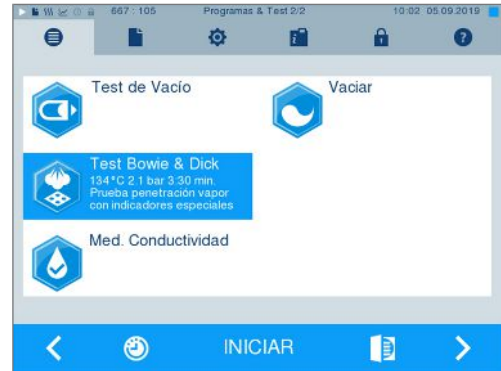 667 : 105
Programas & Test 2/2
10:02 05.09.2019
Test de Vacío
Vaciar
Test Bowie & Dick
134°C 2.1 bar 3:30 min.
Prueba penetración vapor
con indicadores especiales
Med. Conductividad
INICIAR